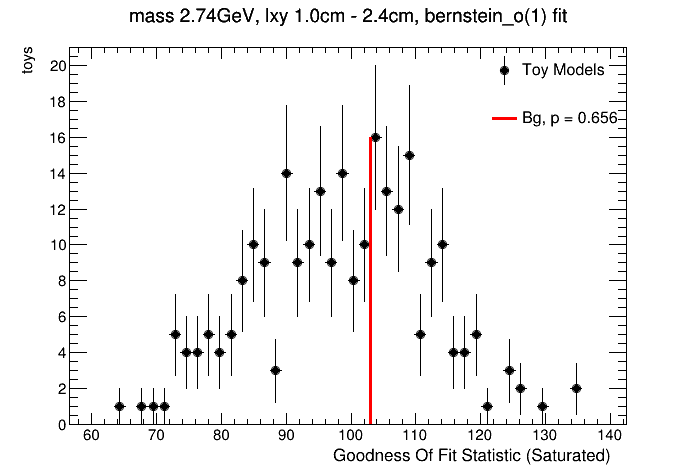 mass 2.74GeV, lxy 1.0cm - 2.4cm, bernstein_o(1) fit
toys
20
18
16
14
12
10
8
6
4
2
0
Toy Models
Bg, p = 0.656
60 70 80 90 100 110 120 130 140
Goodness Of Fit Statistic (Saturated)